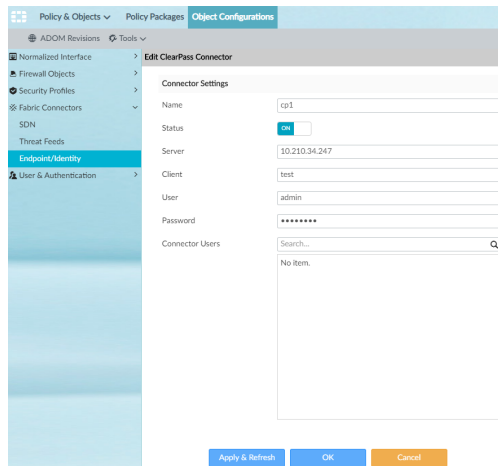 Policy & Objects Policy Packages Object Configurations
ADOM Revisions Tools
Normalized Interface
Firewall Objects
Security Profiles
Fabric Connectors
SDN
Threat Feeds
Endpoint/Identity
User & Authentication
Edit ClearPass Connector
Connector Settings
Name cp1
Status ON
Server 10.210.34.247
Client test
User admin
Password ••••••••
Connector Users Search...
No item.
Apply & Refresh OK Cancel